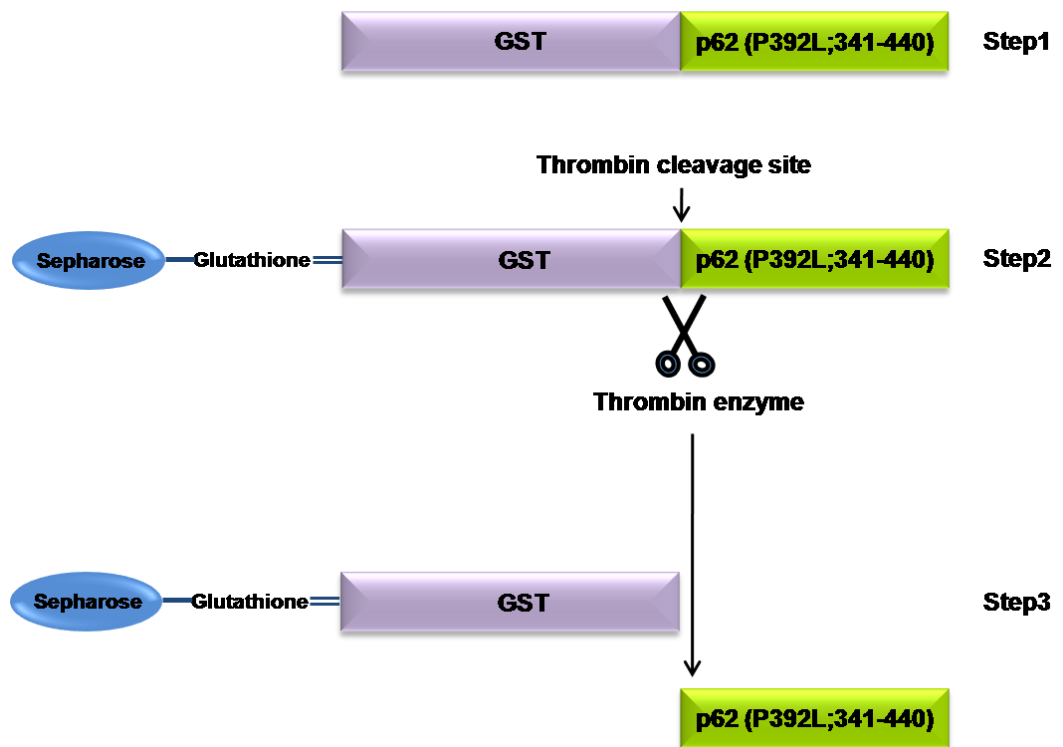 GST
p62 (P392L;341-440)
Step1
Thrombin cleavage site
Sepharose
Glutathione
GST
p62 (P392L;341-440)
Step2
Thrombin enzyme
Sepharose
Glutathione
GST
Step3
p62 (P392L;341-440)